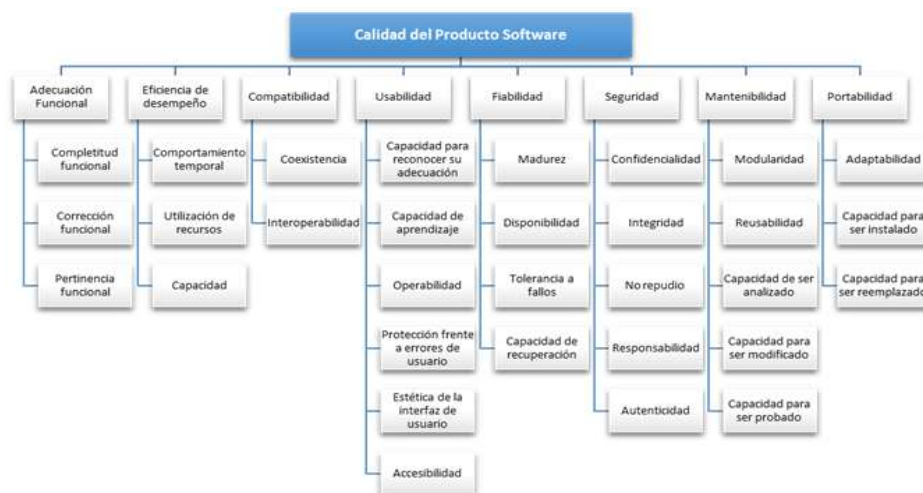 Calidad del Producto Software
Adecuación
Funcional
Completitud
funcional
Corrección
funcional
Pertinencia
funcional
Eficiencia de
desempeño
Comportamiento
temporal
Utilización de
recursos
Capacidad
Compatibilidad
Coexistencia
Interoperabilidad
Usabilidad
Capacidad para
reconocer su
adecuación
Capacidad de
aprendizaje
Operabilidad
Protección frente
a errores de
usuario
Estética de la
interfaz de
usuario
Accesibilidad
Fiabilidad
Madurez
Disponibilidad
Tolerancia a
fallos
Capacidad de
recuperación
Seguridad
Confidencialidad
Integridad
No repudio
Responsabilidad
Autenticidad
Mantenibilidad
Modularidad
Reusabilidad
Capacidad de ser
analizado
Capacidad para
ser modificado
Capacidad para
ser probado
Portabilidad
Adaptabilidad
Capacidad para
ser instalado
Capacidad para
ser reemplazado